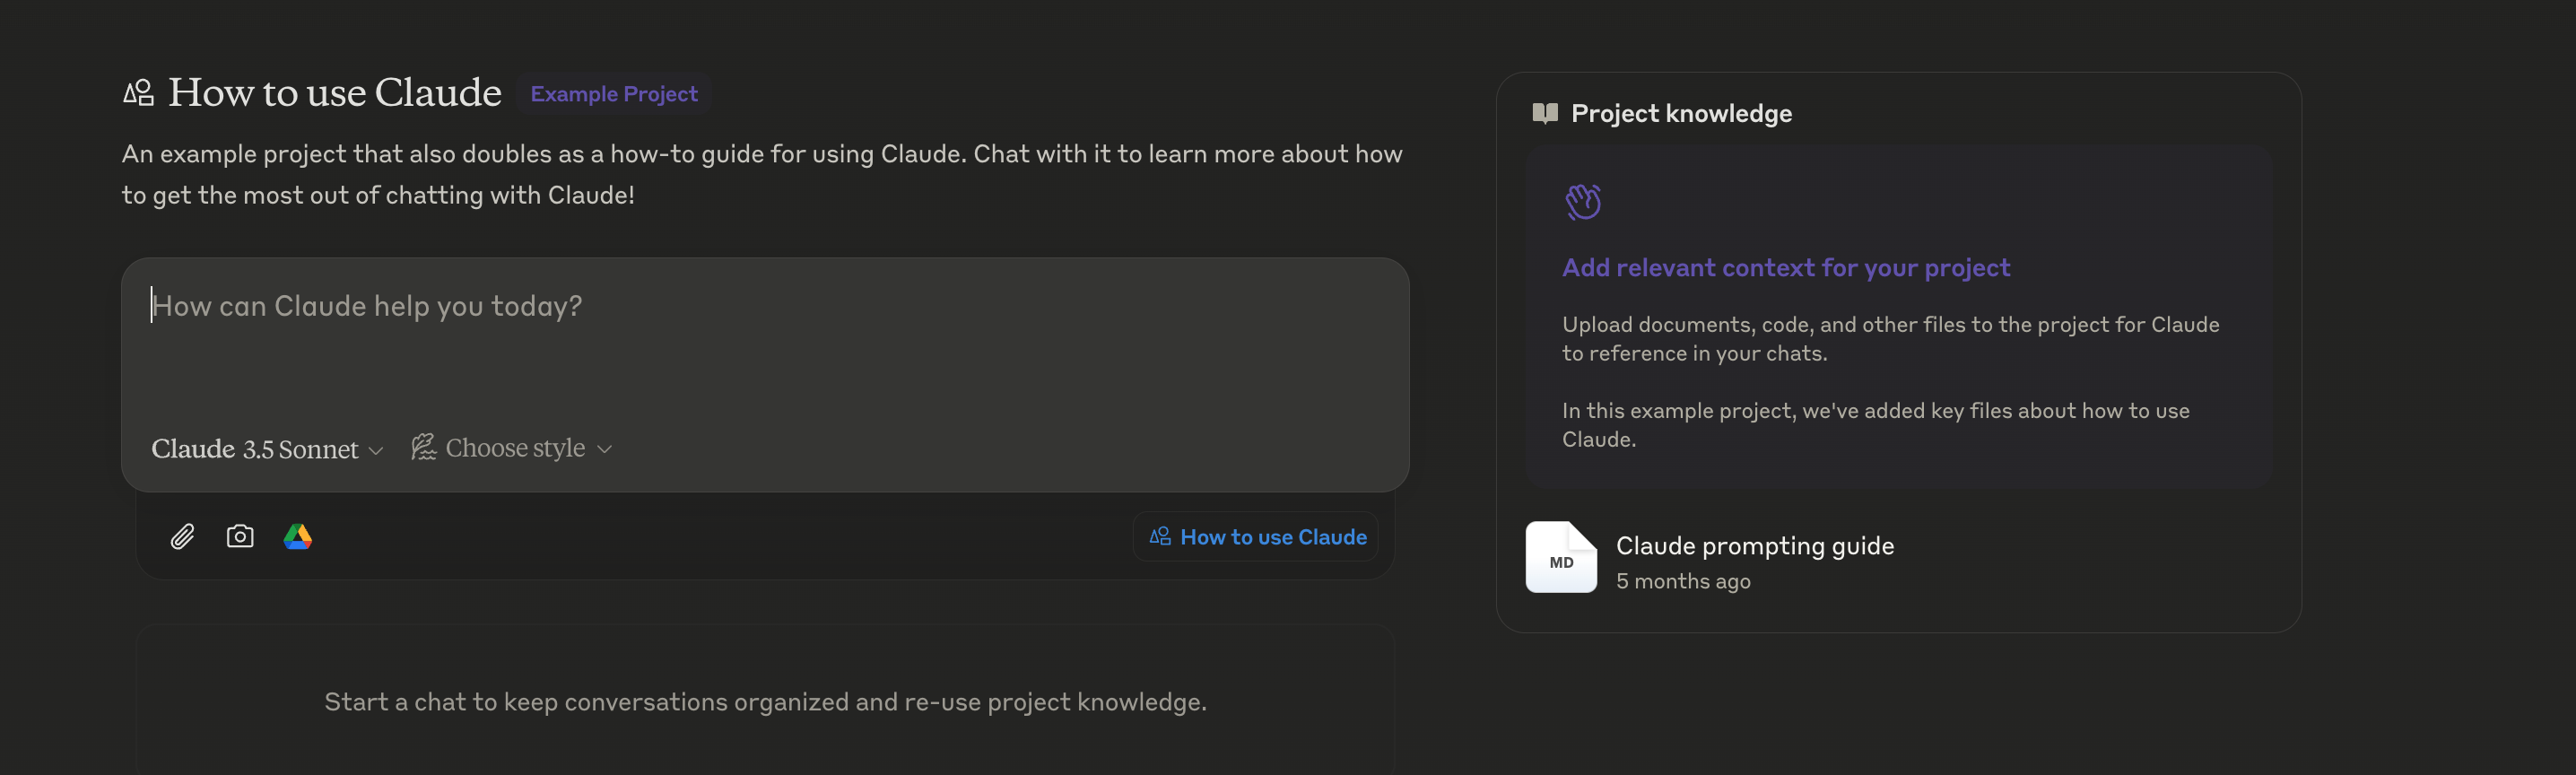 How to use Claude
Example Project
An example project that also doubles as a how-to guide for using Claude. Chat with it to learn more about how
to get the most out of chatting with Claude!
How can Claude help you today?
Claude 3.5 Sonnet
Choose style
How to use Claude
Start a chat to keep conversations organized and re-use project knowledge.
Project knowledge
Add relevant context for your project
Upload documents, code, and other files to the project for Claude
to reference in your chats.
In this example project, we've added key files about how to use
Claude.
MD
Claude prompting guide
5 months ago